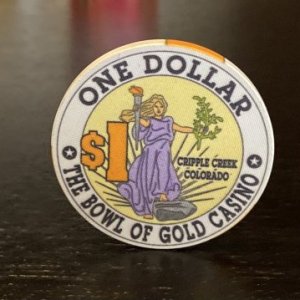 ONE DOLLAR
$1
CRIPPLE CREEK
COLORADO
THE BOWL OF GOLD CASINO